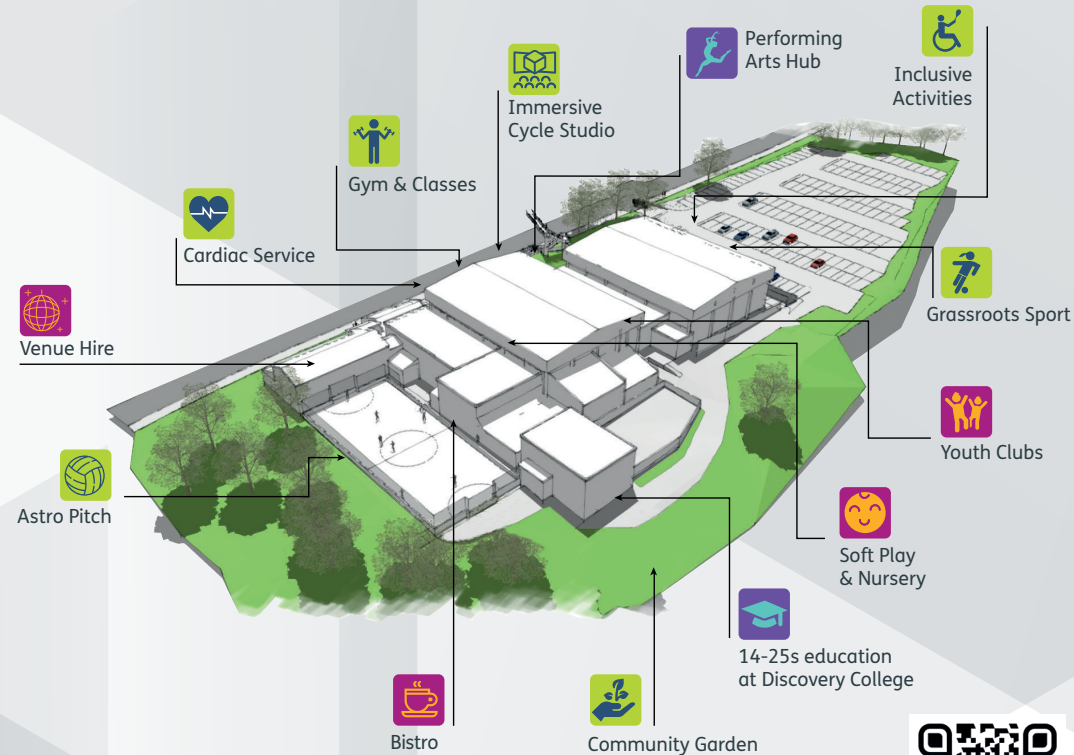 Performing
Arts Hub
Inclusive
Activities
Immersive
Cycle Studio
Gym & Classes
Cardiac Service
Grassroots Sport
Venue Hire
Youth Clubs
Astro Pitch
Soft Play
& Nursery
14-25s education
at Discovery College
Bistro
Community Garden